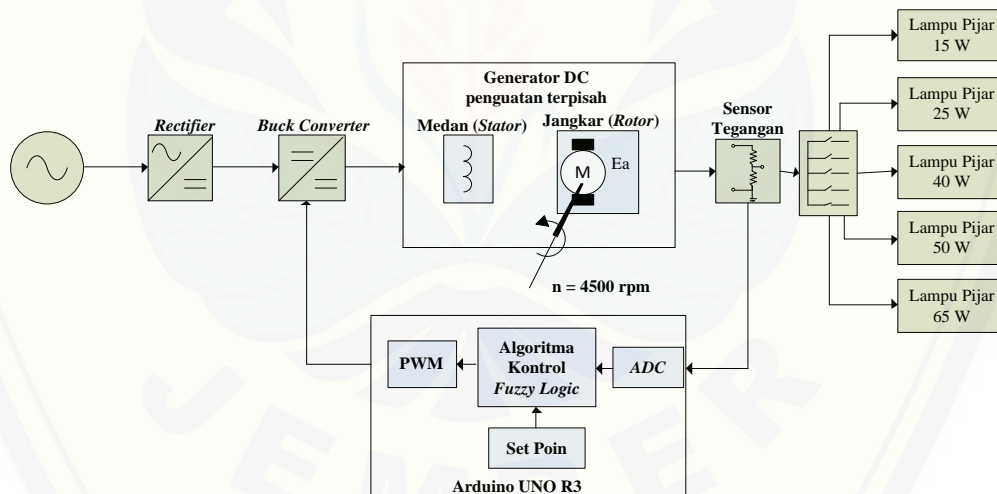 Generator DC
penguatan terpisah
Medan (Stator)
Jangkar (Rotor)
Ea
M
n = 4500 rpm
Rectifier
Buck Converter
Sensor
Tegangan
Lampu Pijar
15 W
Lampu Pijar
25 W
Lampu Pijar
40 W
Lampu Pijar
50 W
Lampu Pijar
65 W
PWM
Algoritma
Kontrol
Fuzzy Logic
ADC
Set Poin
Arduino UNO R3
JEMBER